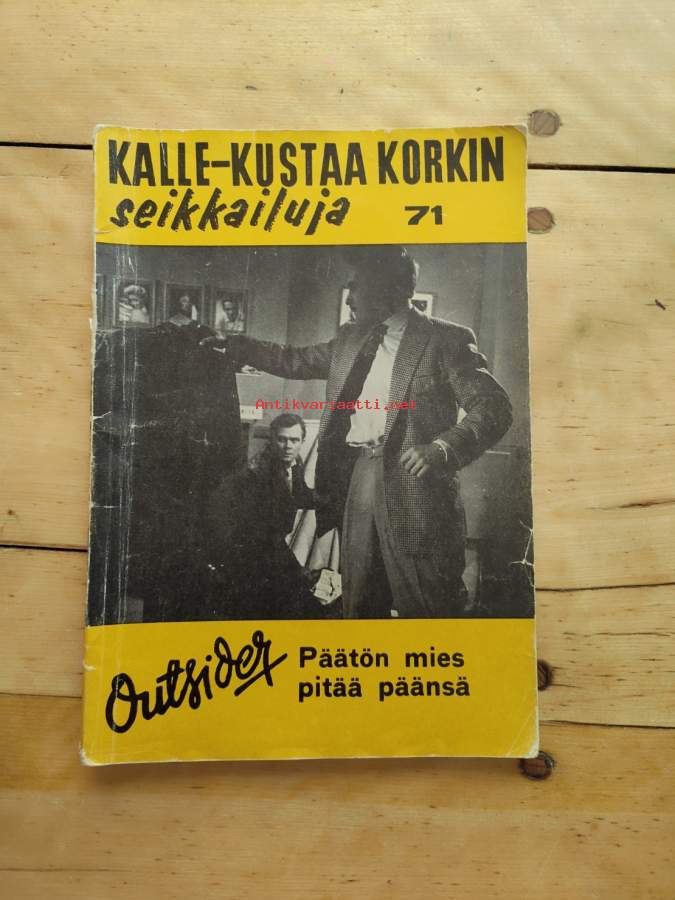 KALLE-KUSTAA KORKIN
seikkailuja 71
Antikvariaatti.net
Outsider
Päätön mies
pitää päänsä